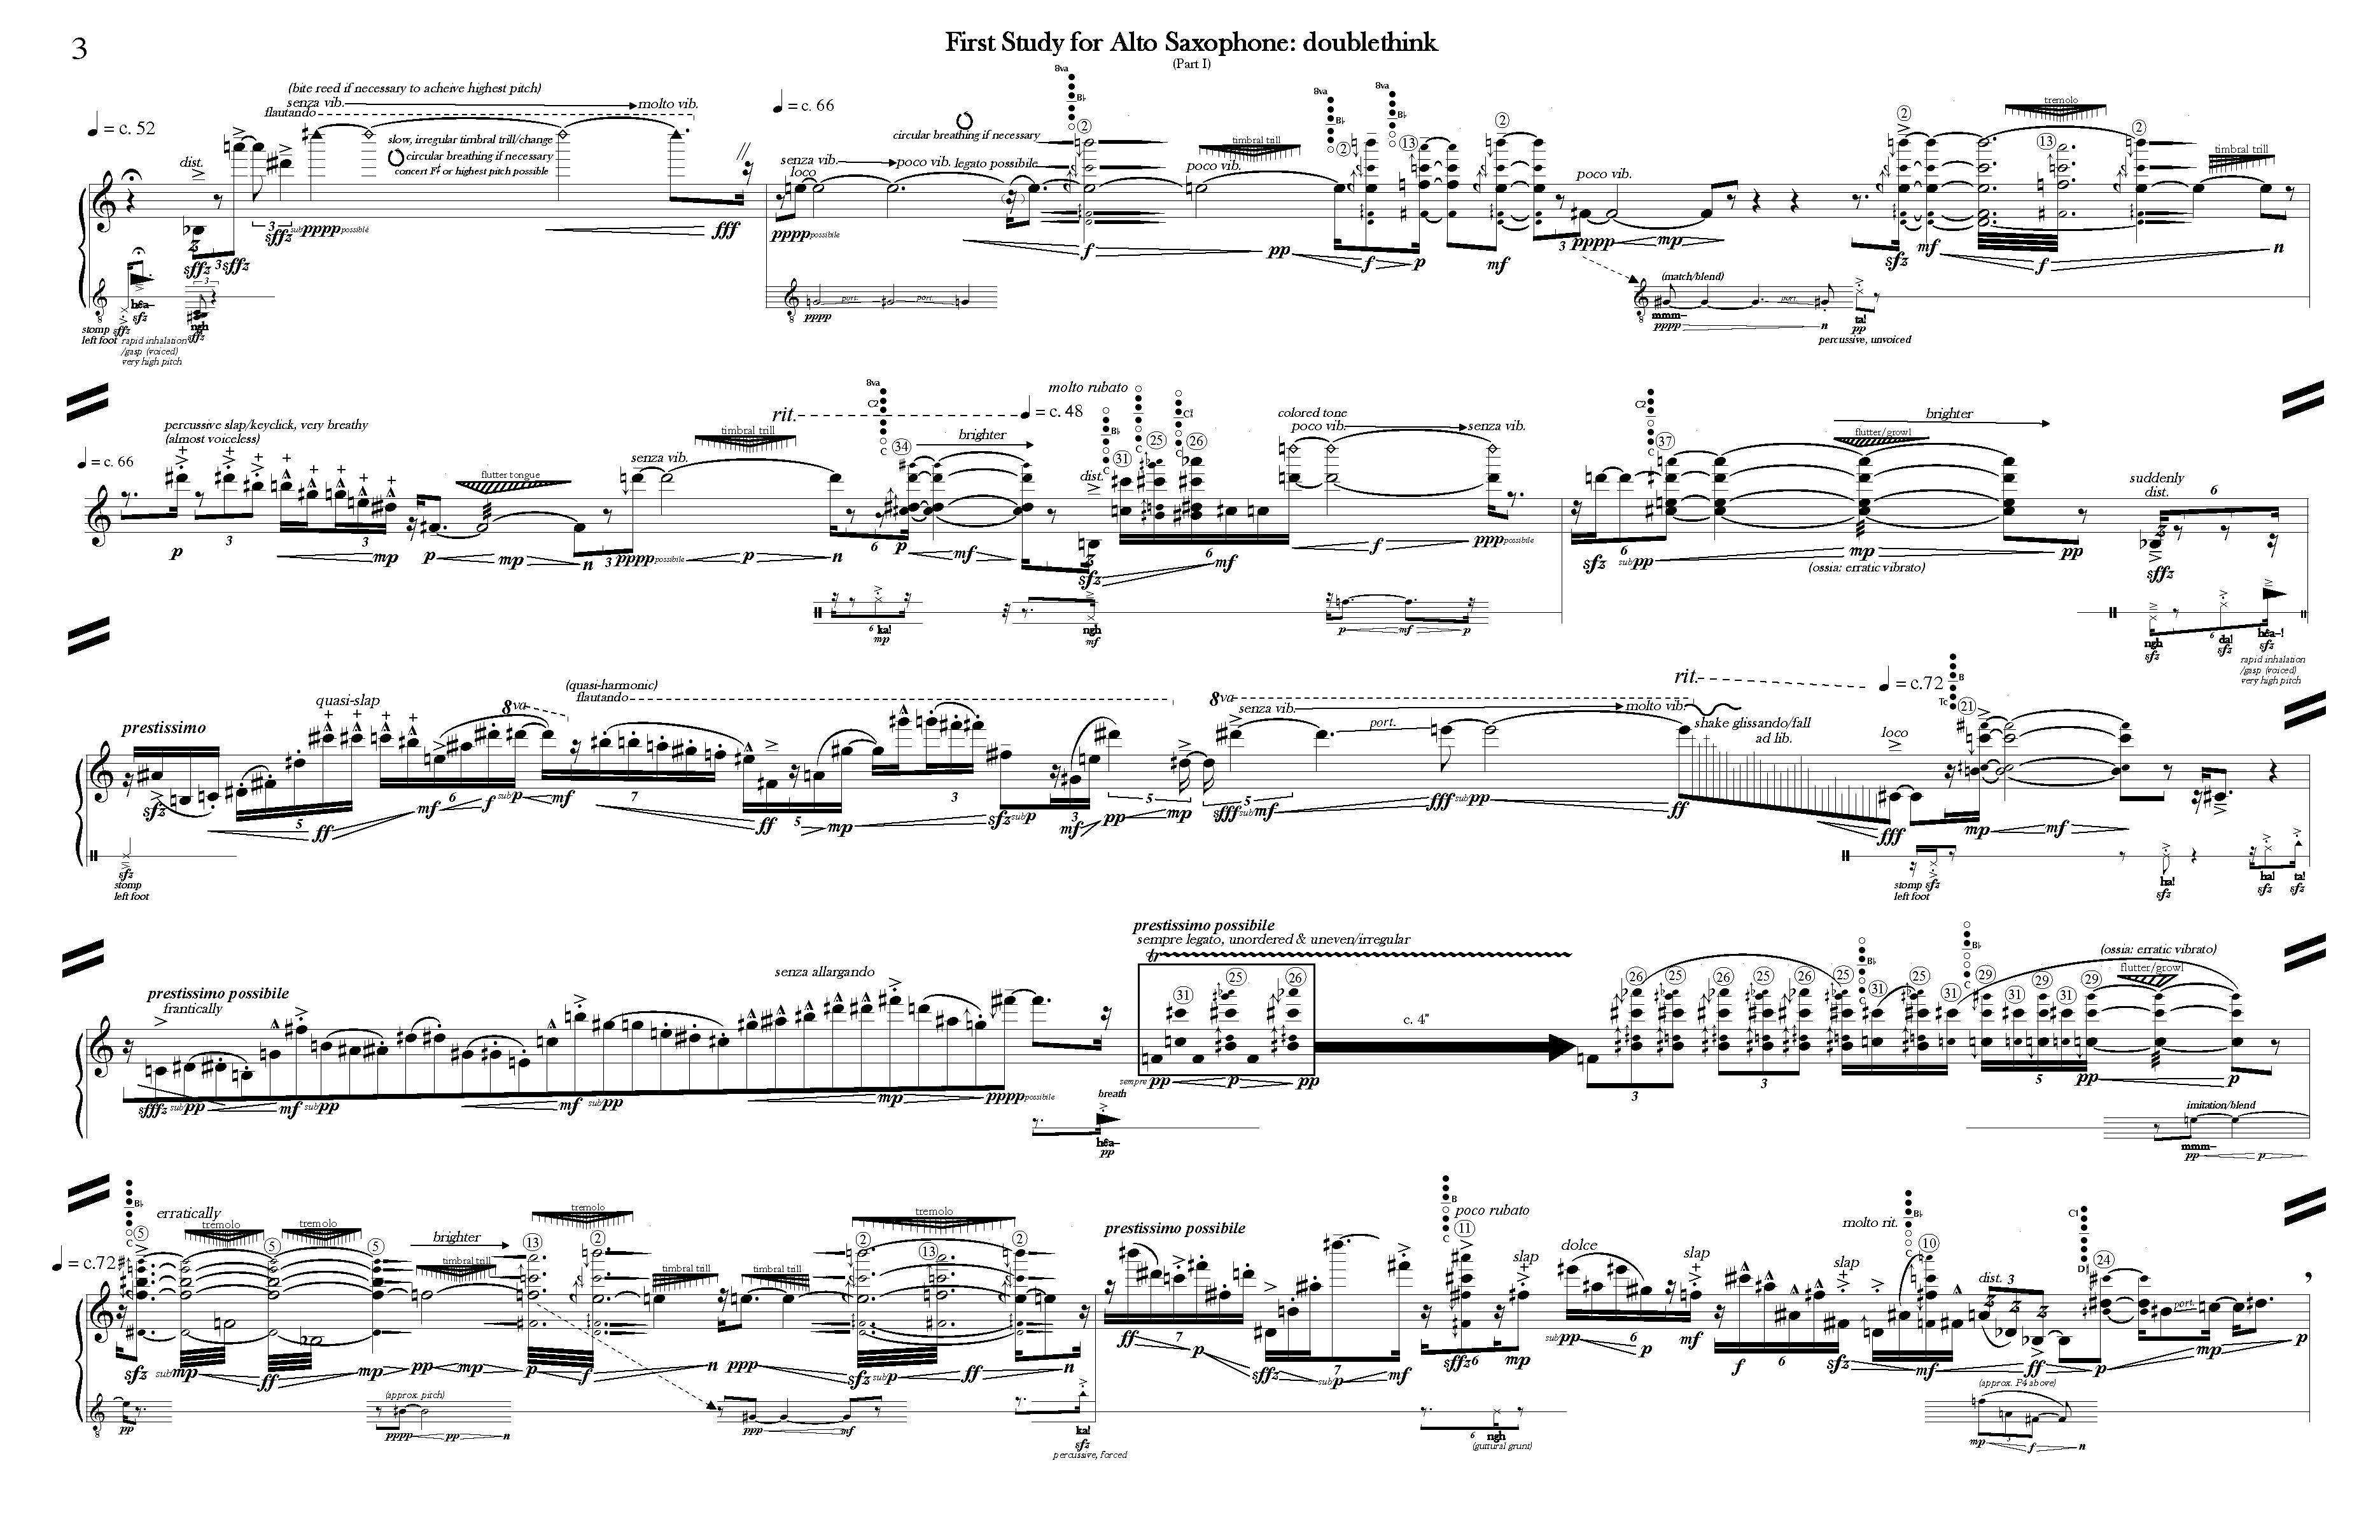 3
First Study for Alto Saxophone: doublethink
(Part I)
(bite reed if necessary to acheive highest pitch)
senza vib. molto vib.
flautando
= c. 52
= c. 66
slow, irregular timbral trill/change
circular breathing if necessary
concert F♯ or highest pitch possible
dist.
circular breathing if necessary
senza vib. poco vib. legato possibile
loco
8va
B♭
2
timbral trill
poco vib.
8va
B♭
2
8va
B♭
13
2
poco vib.
2
tremolo
13
2
timbral trill
sffz 3 sffz
3
sffz sub pppp possibile
fff
pppp possibile
f
pp
f
p
mf
3
pppp mp
sfz
mf
f
n
3
hêa–
sfz
ngh
sffz
stomp sffz
left foot
rapid inhalation
/gasp (voiced)
very high pitch
port. port.
pppp
(match/blend)
port.
mmm–
pppp n
ta!
pp
percussive, unvoiced
= c. 66
percussive slap/keyclick, very breathy
(almost voiceless)
flutter tongue
senza vib.
timbral trill
rit.
8va
C2
C
34
brighter
= c. 48
molto rubato
dist.
B♭
C
31
25
C
C1
26
C
colored tone
poco vib. senza vib.
C2
C
37
flutter/growl
brighter
suddenly
dist.
6
p
3
3
mp
p mp n
3
pppp possibile p n
6
p mf
sfz
6
mf
f
ppp possibile
sfz
6
sub pp
mp
pp
(ossia: erratic vibrato)
sffz
6
ka!
mp
ngh
mf
p mf p
ngh
sfz
6
da!
hêa–!
sfz
rapid inhalation
/gasp (voiced)
very high pitch
prestissimo
quasi-slap
8va
(quasi-harmonic)
flautando
8va
senza vib.
port.
molto vib.
rit.
shake glissando/fall
ad lib.
= c.72
B
Tc
21
loco
sfz
5
ff
mf
6
f sub p
mf
7
ff
5
mp
3
sfz sub p
3
mf
pp
5
mp
5
sfff sub mf
fff sub pp
ff
fff
mp mf
sfz
stomp
left foot
stomp sfz
left foot
ha!
sfz
ha!
sfz
ta!
sfz
prestissimo possibile
frantically
senza allargando
prestissimo possibile
sempre legato, unordered & uneven/irregular
tr
31
25
26
c. 4"
26
25
26
25
26
25
B♭
C
31
25
31
B♭
C
29
31
29
31
29
(ossia: erratic vibrato)
flutter/growl
sfffz sub pp
mf sub pp
mf sub pp
mp
pppp possibile
sempre pp p pp
3
3
5
pp
p
breath
hêa–
pp
imitation/blend
mmm–
pp p
= c.72
B♭
C
5
erratically
tremolo
5
tremolo
5
brighter
timbral trill
13
tremolo
2
timbral trill
timbral trill
2
tremolo
13
2
prestissimo possibile
B
C
11
poco rubato
slap
dolce
slap
slap
molto rit.
B♭
C
10
dist. 3
C1
D
24
port.
sfz sub mp
ff
mp
pp mp
p
f
n
ppp
sfz sub p
ff
n
ff
7
p
sffz
7
sub p
mf
sffz 6
mp
sub pp
6
p
mf
f
6
sfz
mf
ff
p
mp
p
pp
(approx. pitch)
pppp pp n
ppp mf
ka!
sfz
percussive, forced
6
ngh
(guttural grunt)
(approx. P4 above)
3
mp f n